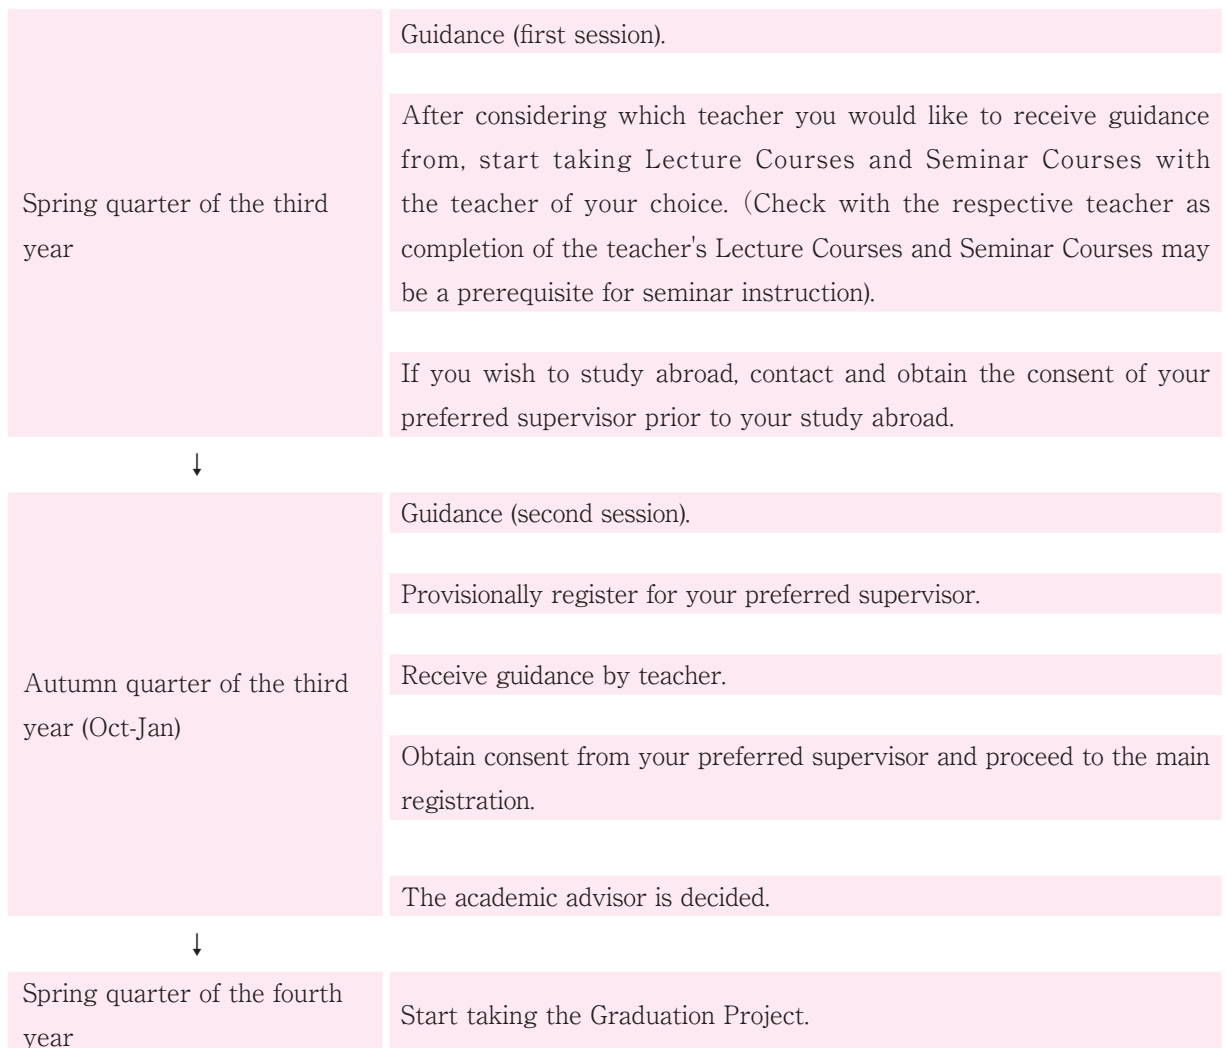 Spring quarter of the third
year
Guidance (first session).
After considering which teacher you would like to receive guidance
from, start taking Lecture Courses and Seminar Courses with
the teacher of your choice. (Check with the respective teacher as
completion of the teacher's Lecture Courses and Seminar Courses may
be a prerequisite for seminar instruction).
If you wish to study abroad, contact and obtain the consent of your
preferred supervisor prior to your study abroad.
↓
Autumn quarter of the third
year (Oct-Jan)
Guidance (second session).
Provisionally register for your preferred supervisor.
Receive guidance by teacher.
Obtain consent from your preferred supervisor and proceed to the main
registration.
The academic advisor is decided.
↓
Spring quarter of the fourth
year
Start taking the Graduation Project.